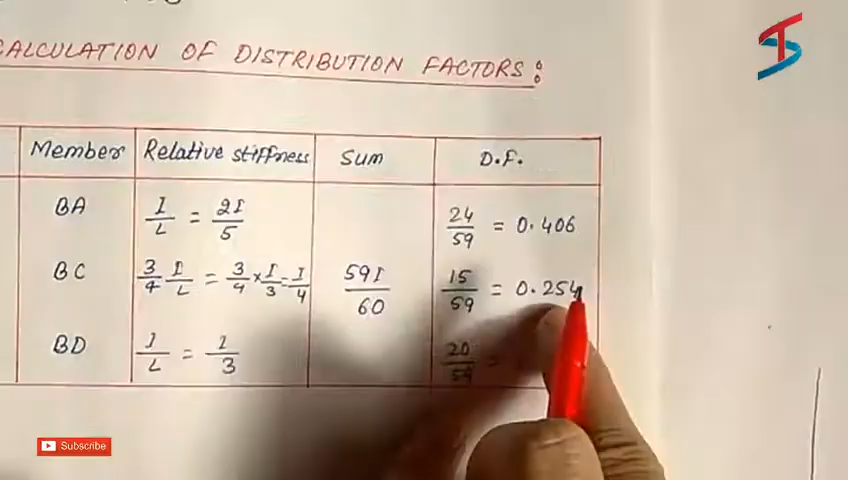 CALCULATION OF DISTRIBUTION FACTORS :
Member Relative stiffness Sum D.F.
BA I/L = 2I/5 24/59 = 0.406
BC 3/4 I/L = 3/4 × I/3 = I/4 59I/60 15/59 = 0.254
BD I/L = I/3 20/59 =
Subscribe